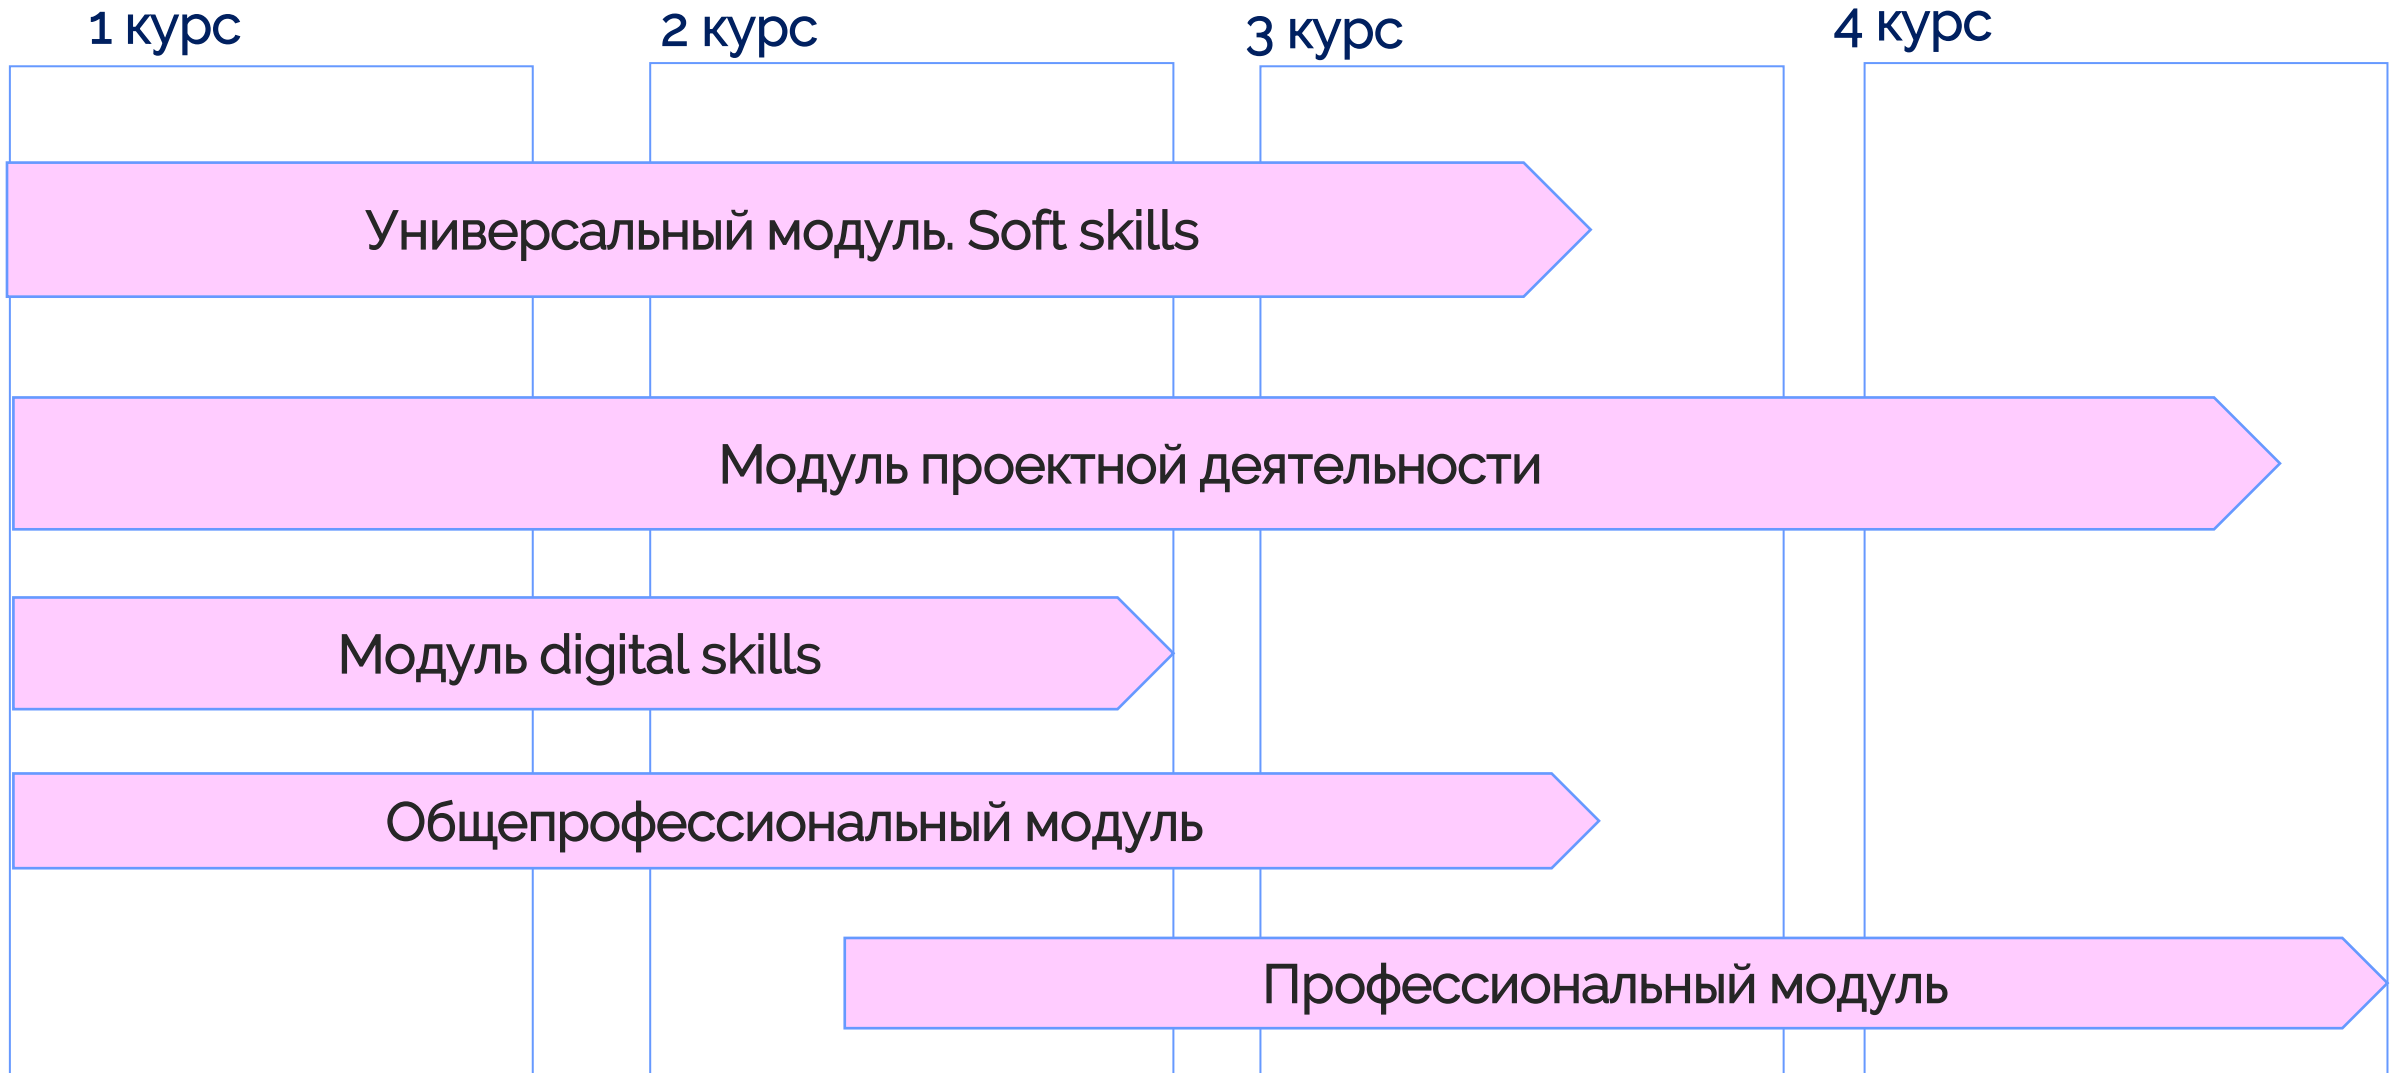 1 курс
2 курс
3 курс
4 курс
Универсальный модуль. Soft skills
Модуль проектной деятельности
Модуль digital skills
Общепрофессиональный модуль
Профессиональный модуль